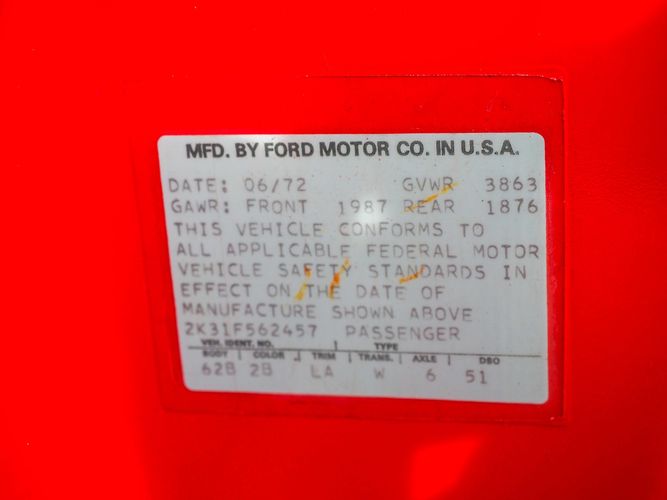 MFD. BY FORD MOTOR CO. IN U.S.A.
DATE: 06/72 GVWR 3863
GAWR: FRONT 1987 REAR 1876
THIS VEHICLE CONFORMS TO
ALL APPLICABLE FEDERAL MOTOR
VEHICLE SAFETY STANDARDS IN
EFFECT ON THE DATE OF
MANUFACTURE SHOWN ABOVE
2K31F562457 PASSENGER
VEH. IDENT. NO. TYPE
BODY COLOR TRIM TRANS. AXLE DSO
62B 2B LA W 6 51